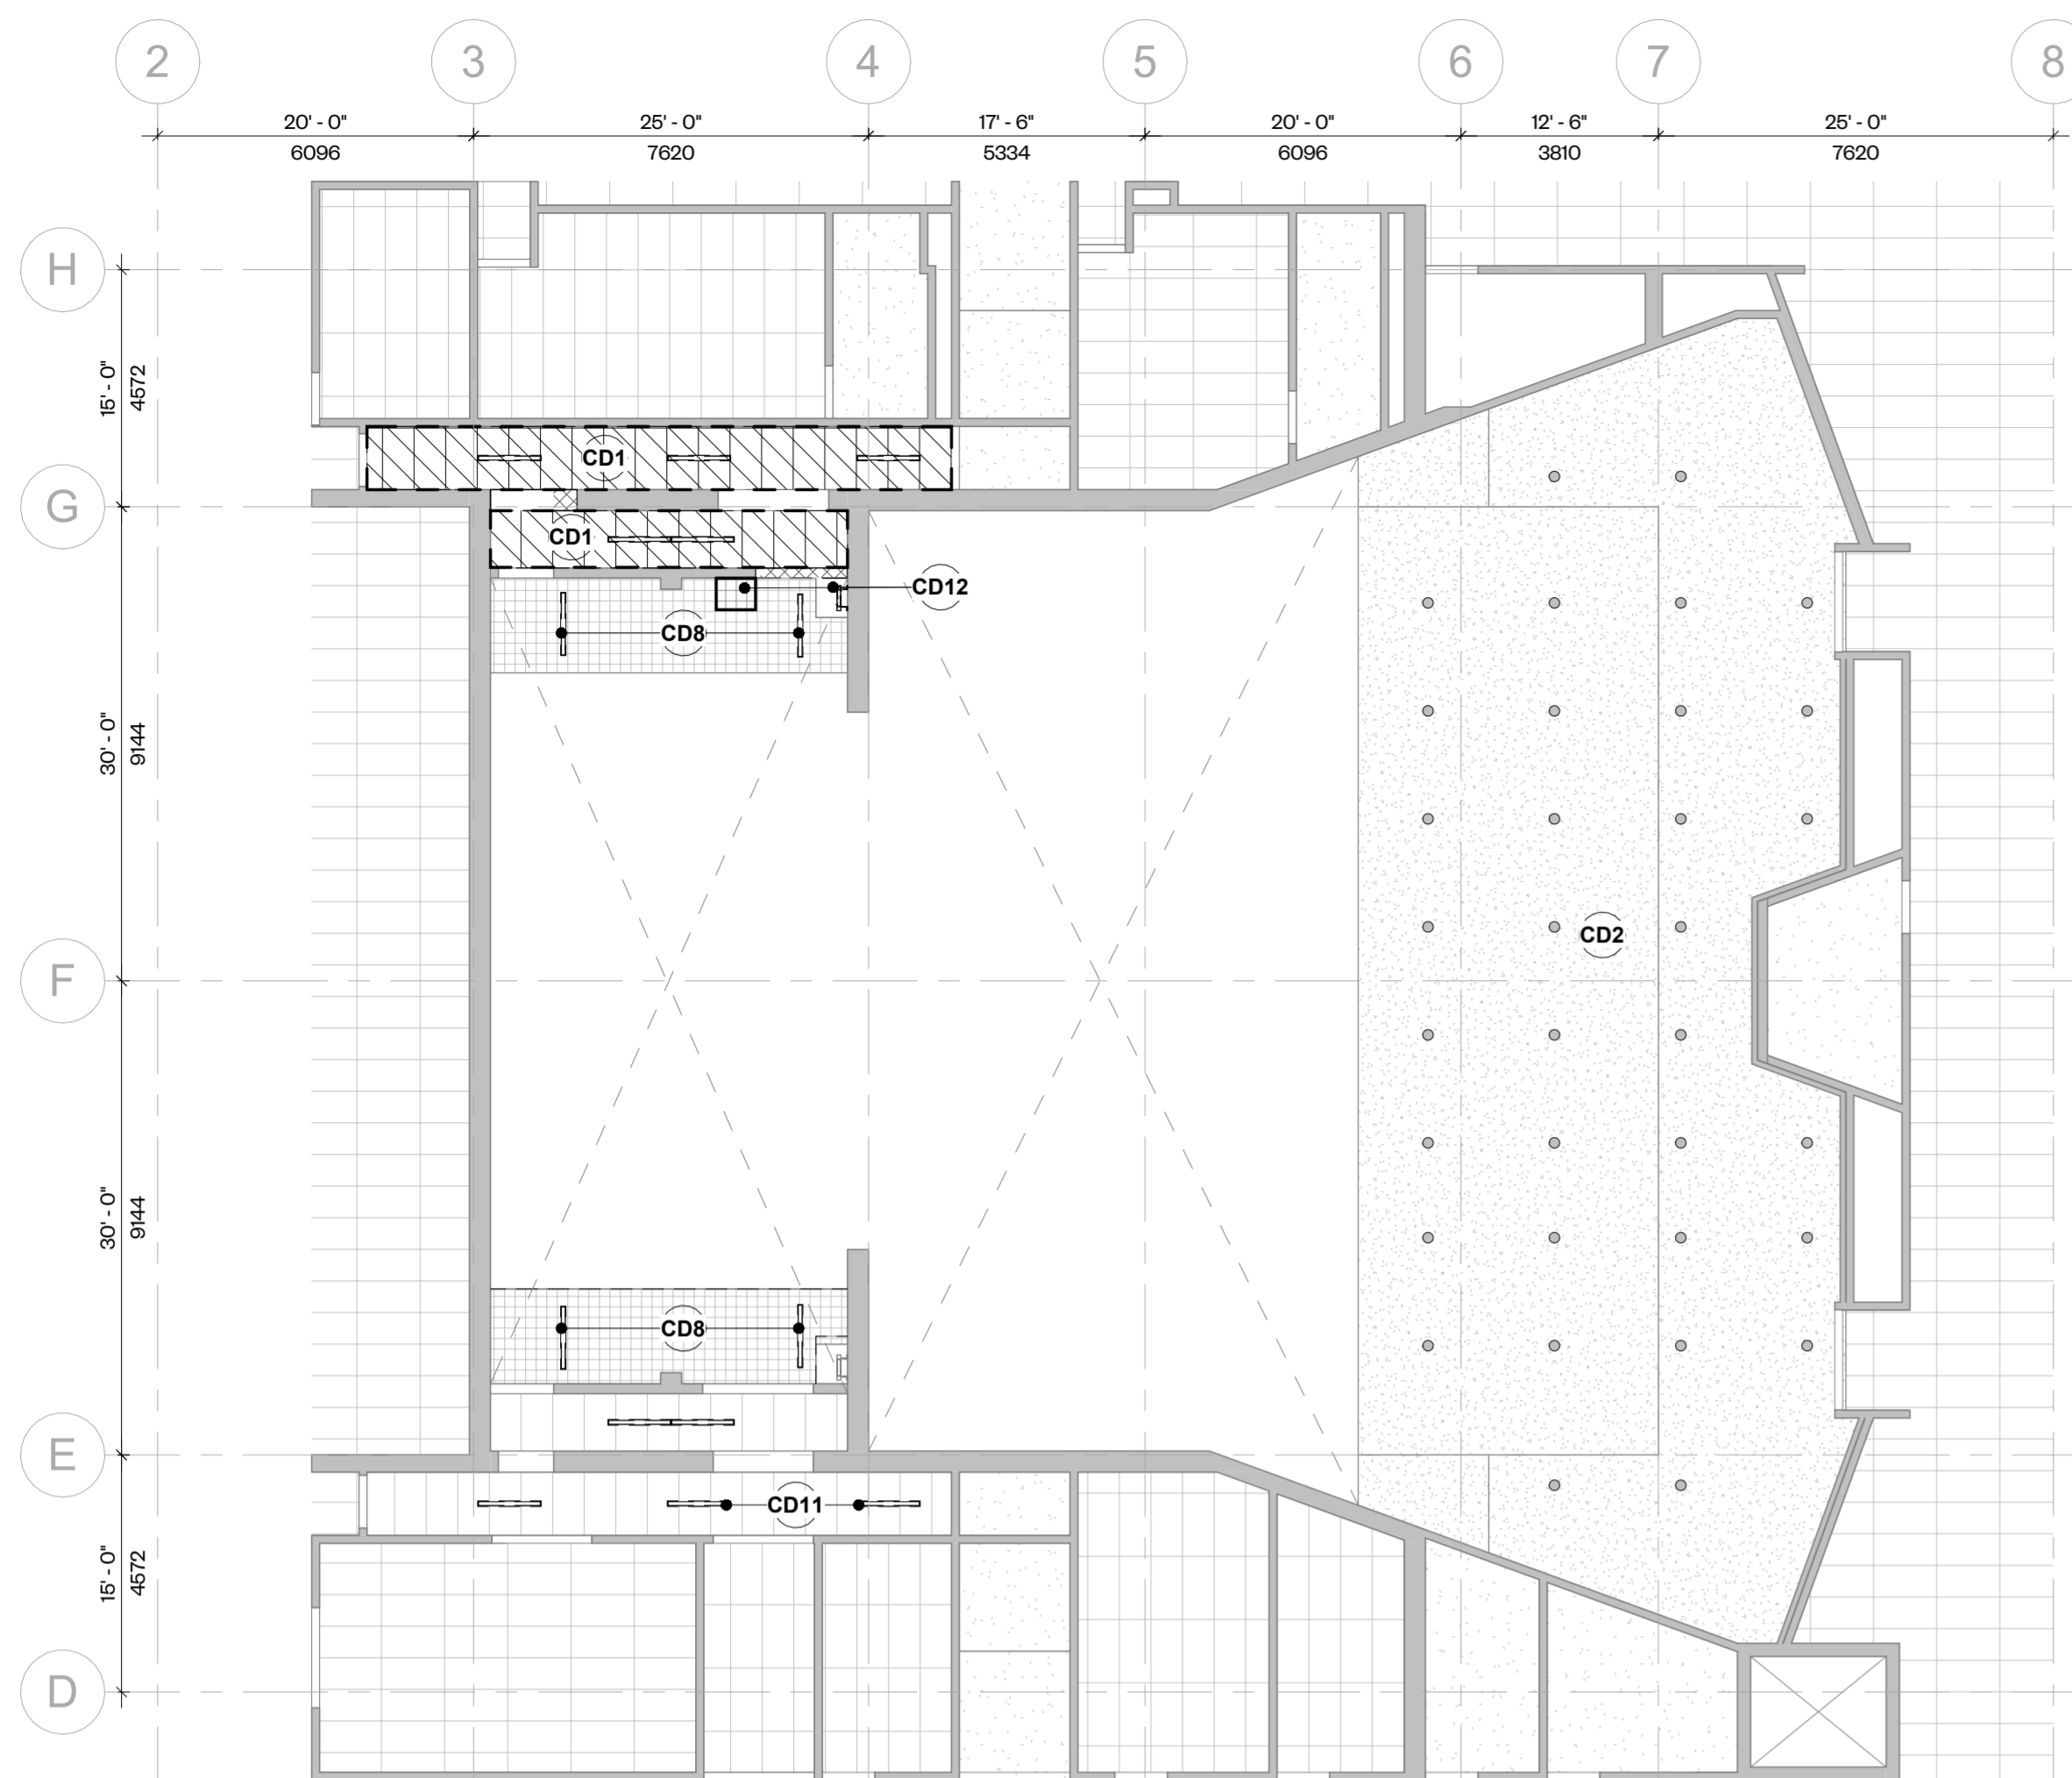 2 3 4 5 6 7 8
20' - 0" 25' - 0" 17' - 6" 20' - 0" 12' - 6" 25' - 0"
6096 7620 5334 6096 3810 7620
H
15' - 0"
4572
CD1
G
CD1
CD12
CD8
30' - 0"
9144
CD2
F
30' - 0"
9144
CD8
E
CD11
15' - 0"
4572
D